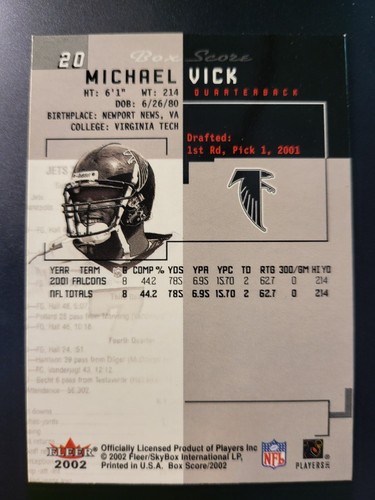 20 Box Score
MICHAEL VICK
HT: 6'1" WT: 214 QUARTERBACK
DOB: 6/26/80
BIRTHPLACE: NEWPORT NEWS, VA
COLLEGE: VIRGINIA TECH
Drafted:
1st Rd, Pick 1, 2001
JETS
YEAR TEAM G COMP% YDS YPA YPC TD RTG 300/GM HI YD
2001 FALCONS 8 44.2 785 6.95 15.70 2 62.7 0 214
NFL TOTALS 8 44.2 785 6.95 15.70 2 62.7 0 214
Fourth Quarter
FLEER
2002
Officially Licensed Product of Players Inc
© 2002 Fleer/SkyBox International LP,
Printed in U.S.A. Box Score/2002
NFL
PLAYERS INC